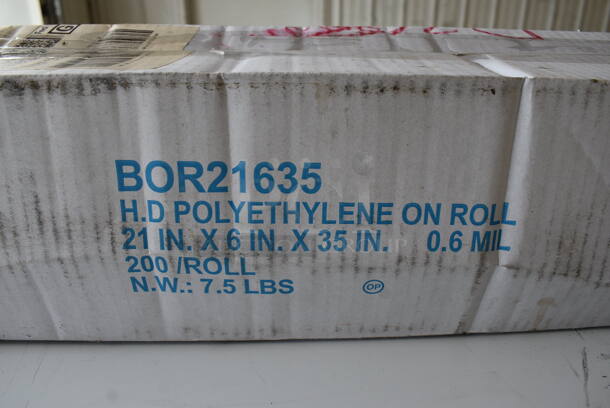 BOR21635
H.D POLYETHYLENE ON ROLL
21 IN. X 6 IN. X 35 IN. 0.6 MIL
200 /ROLL
N.W.: 7.5 LBS OP